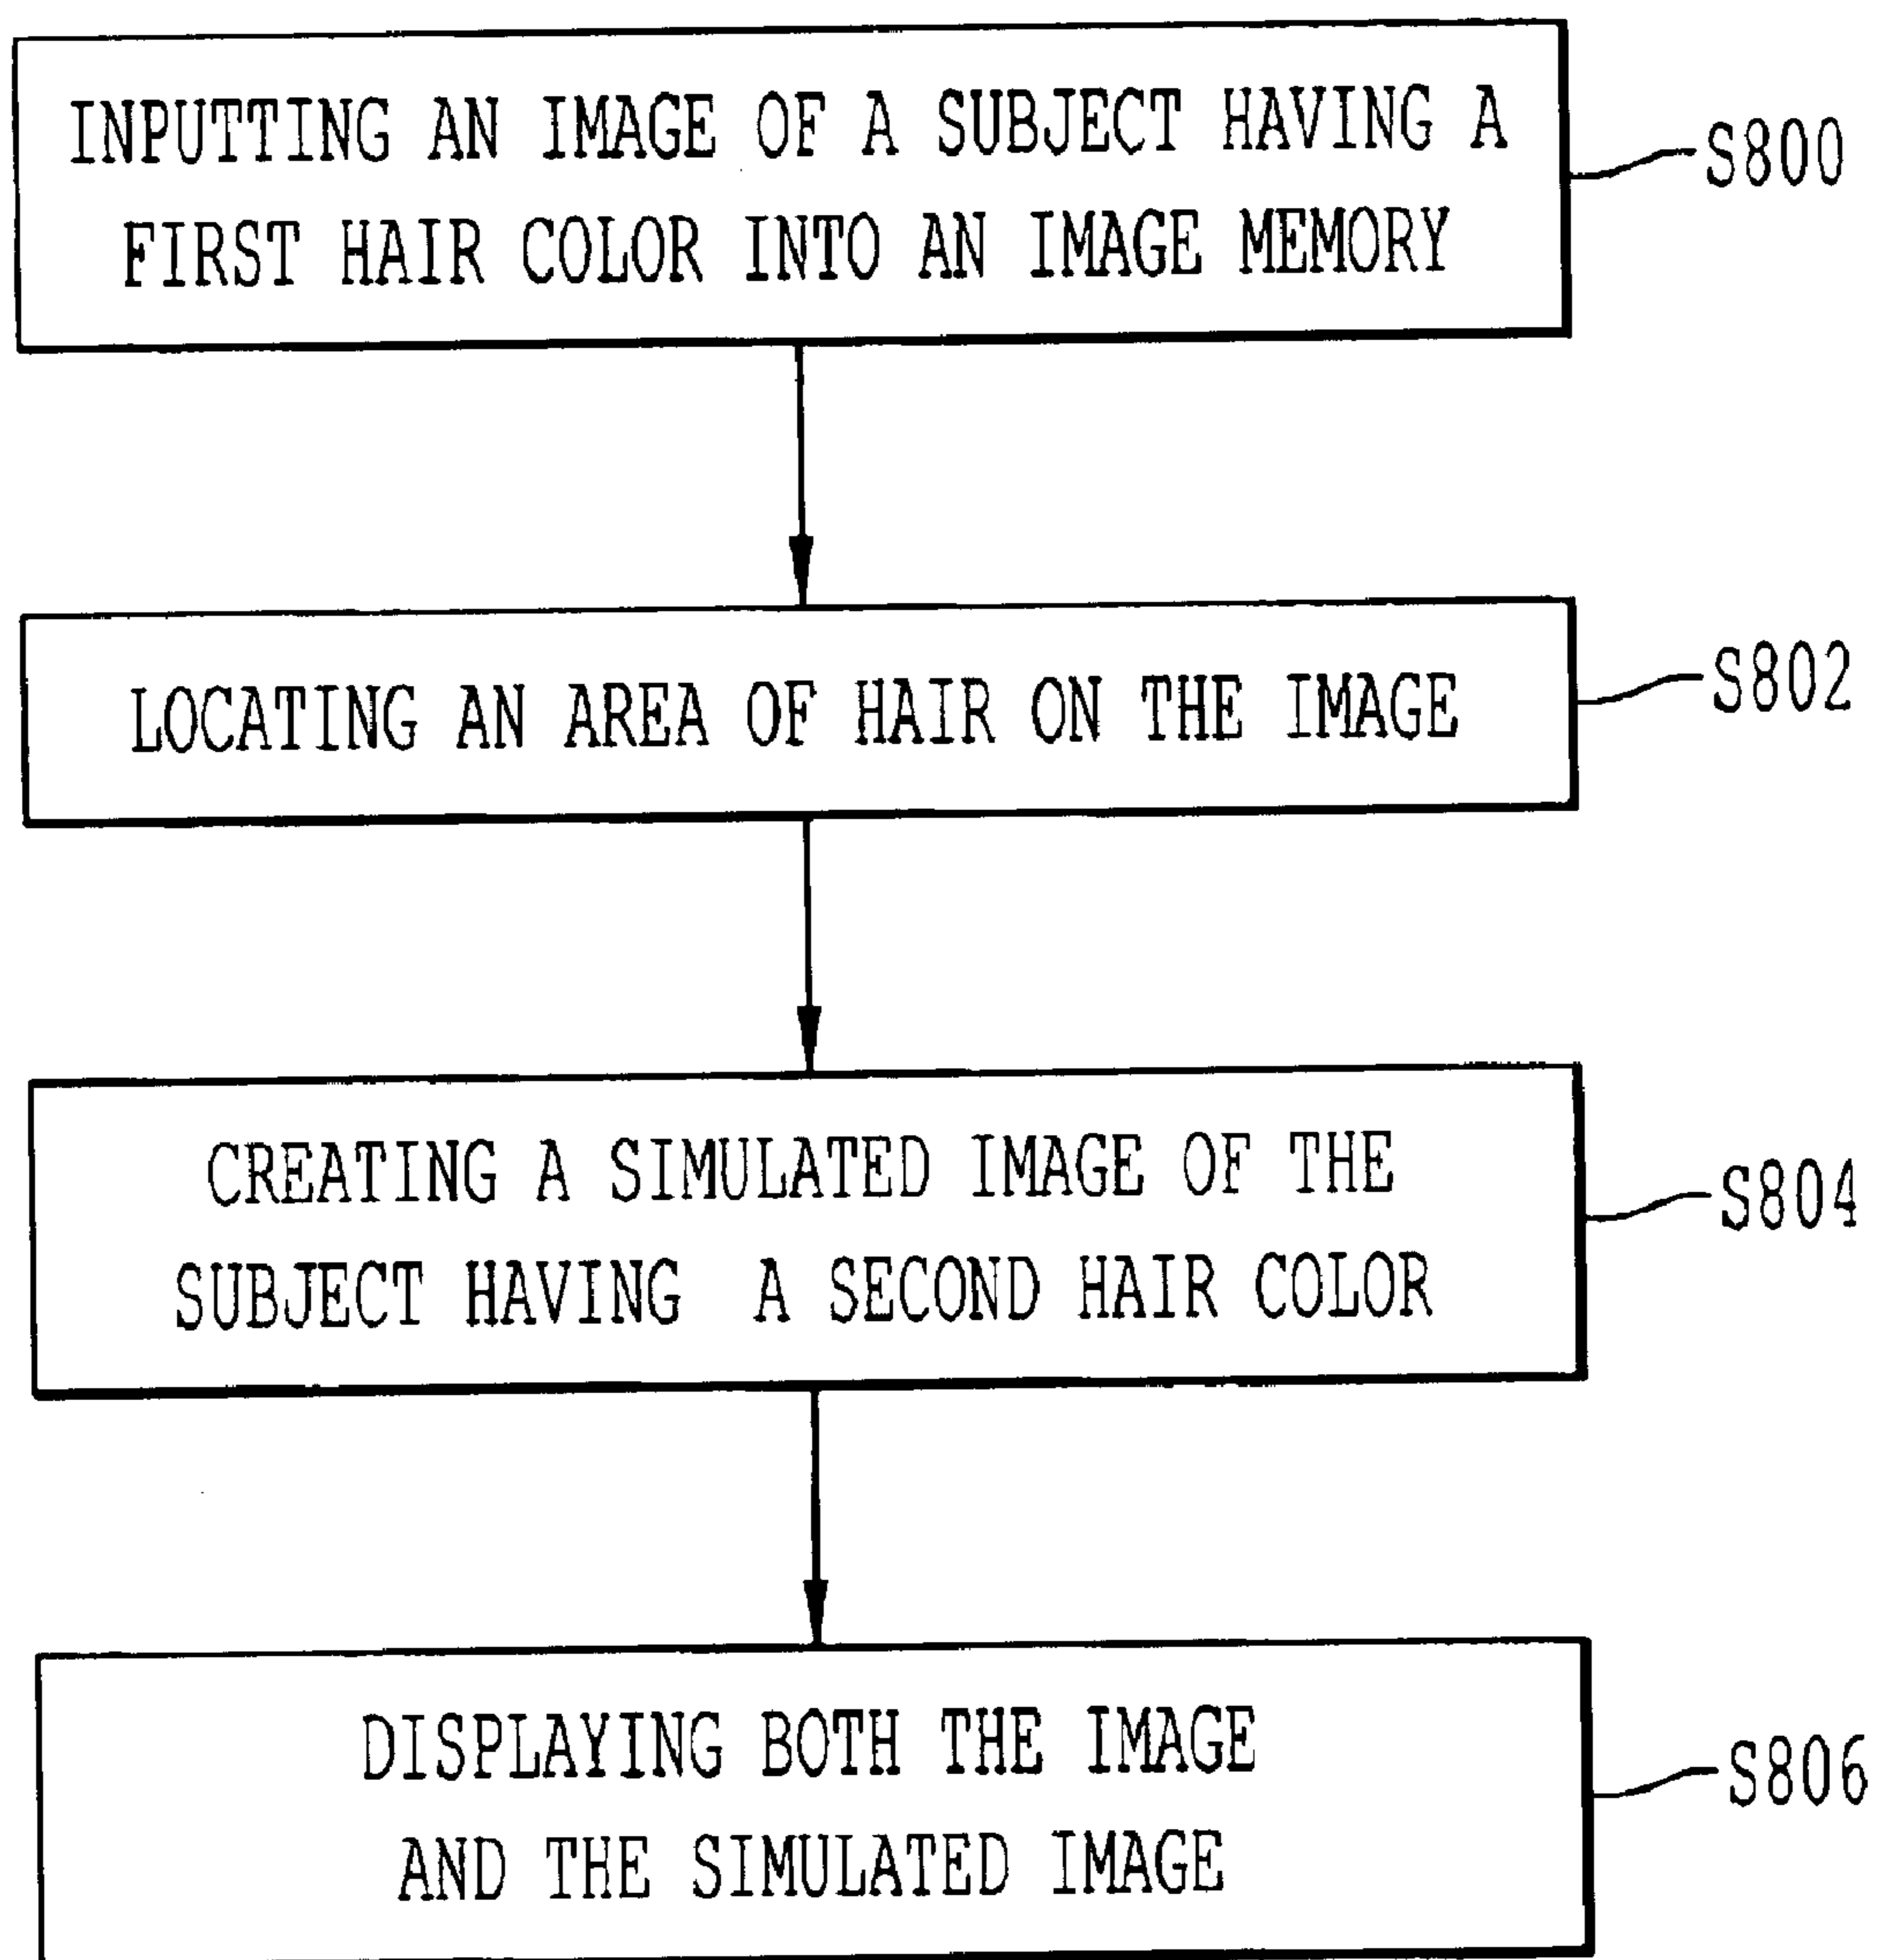 INPUTTING AN IMAGE OF A SUBJECT HAVING A
FIRST HAIR COLOR INTO AN IMAGE MEMORY
S800
LOCATING AN AREA OF HAIR ON THE IMAGE
S802
CREATING A SIMULATED IMAGE OF THE
SUBJECT HAVING A SECOND HAIR COLOR
S804
DISPLAYING BOTH THE IMAGE
AND THE SIMULATED IMAGE
S806